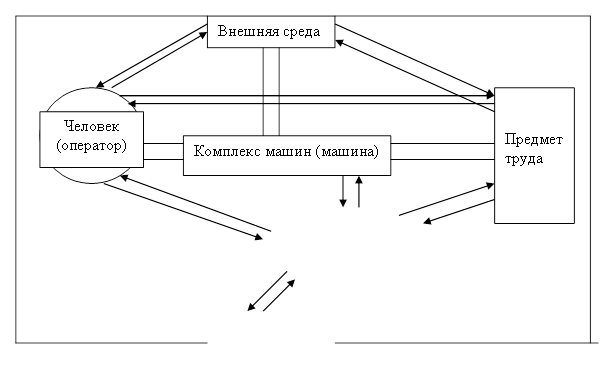 Внешняя среда
Человек
(оператор)
Комплекс машин (машина)
Предмет
труда